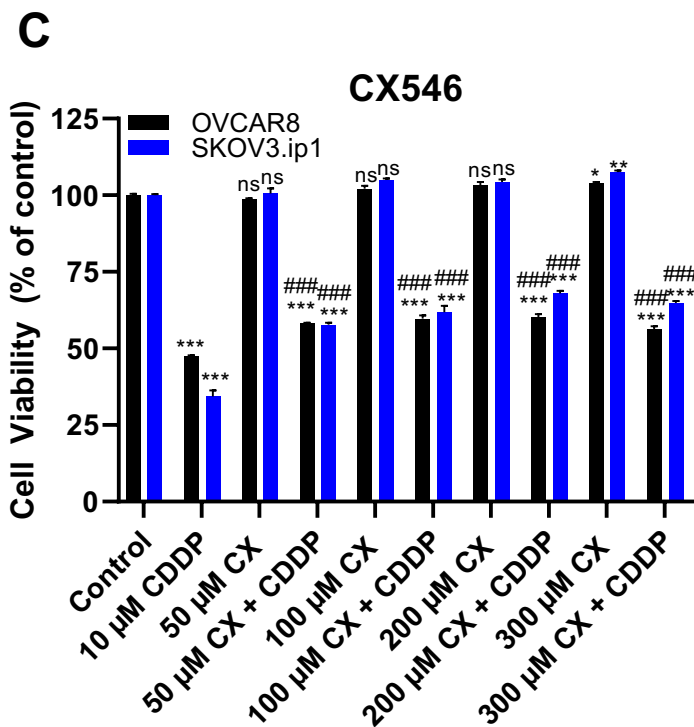 C
CX546
Cell Viability (% of control)
125
100
75
50
25
0
OVCAR8
SKOV3.ip1
*** ***
ns ns
### ###
*** ***
ns ns
### ###
*** ***
ns ns
### ###
*** ***
* **
### ###
*** ***
Control
10 µM CDDP
50 µM CX
50 µM CX + CDDP
100 µM CX
100 µM CX + CDDP
200 µM CX
200 µM CX + CDDP
300 µM CX
300 µM CX + CDDP